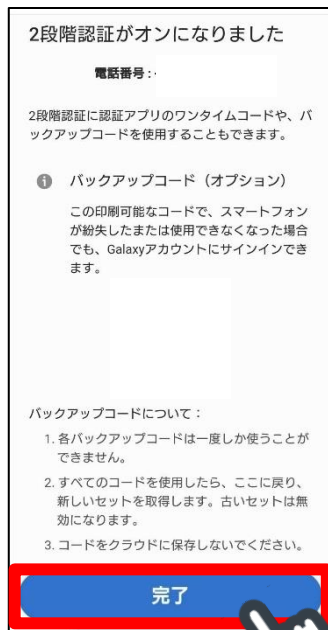 2段階認証がオンになりました
電話番号:
2段階認証に認証アプリのワンタイムコードや、バ
ックアップコードを使用することもできます。
バックアップコード（オプション）
この印刷可能なコードで、スマートフォン
が紛失したまたは使用できなくなった場合
でも、Galaxyアカウントにサインインでき
ます。
バックアップコードについて：
1. 各バックアップコードは一度しか使うことが
できません。
2. すべてのコードを使用したら、ここに戻り、
新しいセットを取得します。古いセットは無
効になります。
3. コードをクラウドに保存しないでください。
完了